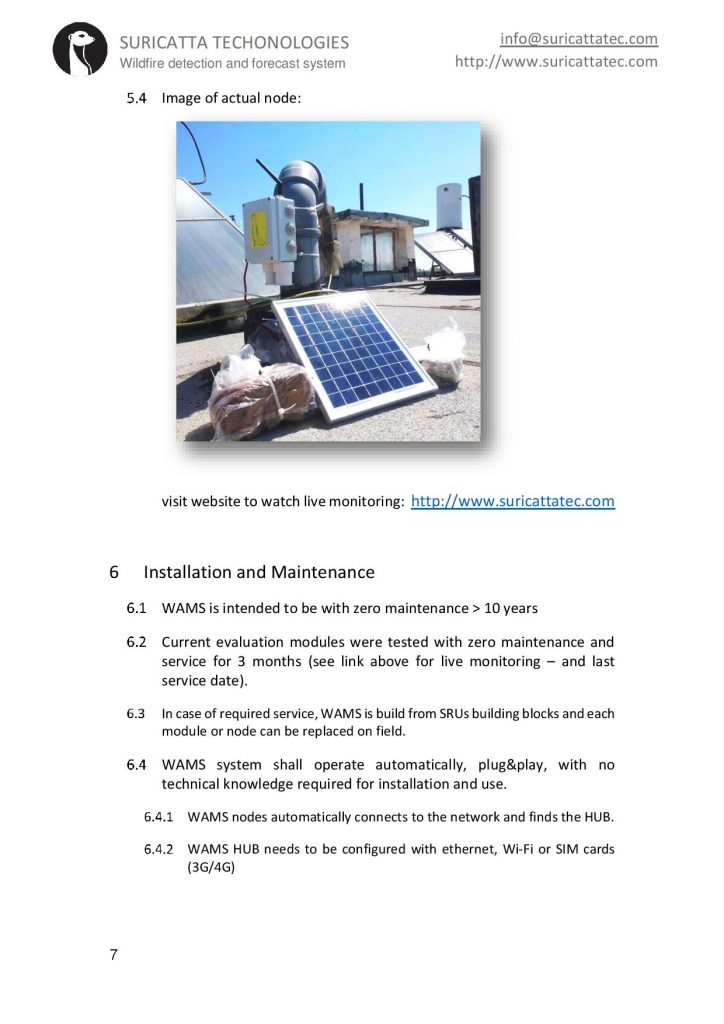 SURICATTA TECHONOLOGIES
Wildfire detection and forecast system
info@suricattatec.com
http://www.suricattatec.com
5.4 Image of actual node:
visit website to watch live monitoring: http://www.suricattatec.com
6 Installation and Maintenance
6.1 WAMS is intended to be with zero maintenance > 10 years
6.2 Current evaluation modules were tested with zero maintenance and
service for 3 months (see link above for live monitoring – and last
service date).
6.3 In case of required service, WAMS is build from SRUs building blocks and each
module or node can be replaced on field.
6.4 WAMS system shall operate automatically, plug&play, with no
technical knowledge required for installation and use.
6.4.1 WAMS nodes automatically connects to the network and finds the HUB.
6.4.2 WAMS HUB needs to be configured with ethernet, Wi-Fi or SIM cards
(3G/4G)
7